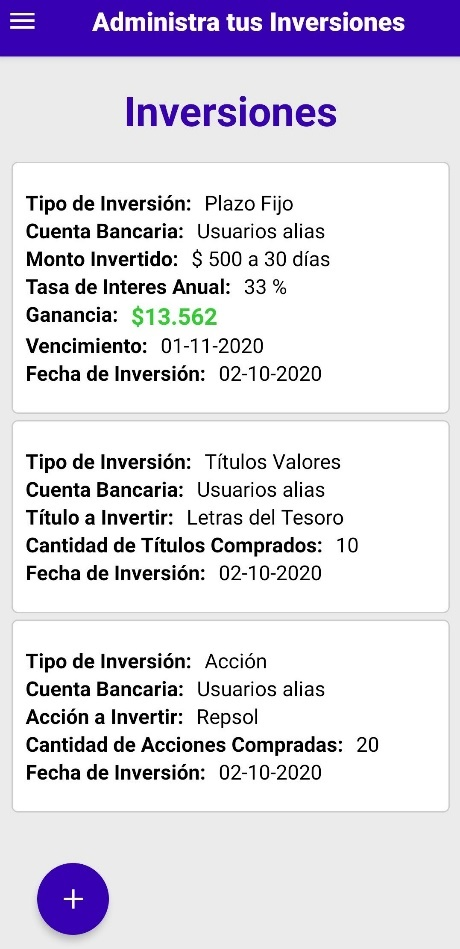 Administra tus Inversiones
Inversiones
Tipo de Inversión: Plazo Fijo
Cuenta Bancaria: Usuarios alias
Monto Invertido: $ 500 a 30 días
Tasa de Interes Anual: 33 %
Ganancia: $13.562
Vencimiento: 01-11-2020
Fecha de Inversión: 02-10-2020
Tipo de Inversión: Títulos Valores
Cuenta Bancaria: Usuarios alias
Título a Invertir: Letras del Tesoro
Cantidad de Títulos Comprados: 10
Fecha de Inversión: 02-10-2020
Tipo de Inversión: Acción
Cuenta Bancaria: Usuarios alias
Acción a Invertir: Repsol
Cantidad de Acciones Compradas: 20
Fecha de Inversión: 02-10-2020
+